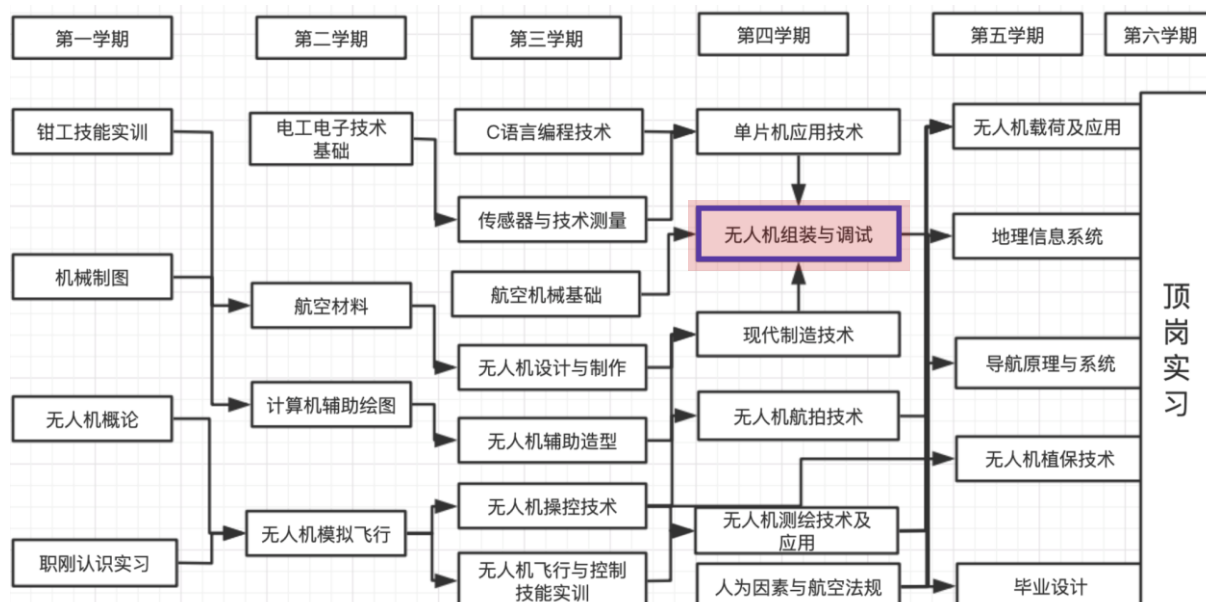 第一学期
第二学期
第三学期
第四学期
第五学期
第六学期
钳工技能实训
机械制图
无人机概论
职刚认识实习
电工电子技术
基础
航空材料
计算机辅助绘图
无人机模拟飞行
C语言编程技术
传感器与技术测量
航空机械基础
无人机设计与制作
无人机辅助造型
无人机操控技术
无人机飞行与控制
技能实训
单片机应用技术
无人机组装与调试
现代制造技术
无人机航拍技术
无人机测绘技术及
应用
人为因素与航空法规
无人机载荷及应用
地理信息系统
导航原理与系统
无人机植保技术
毕业设计
顶岗实习